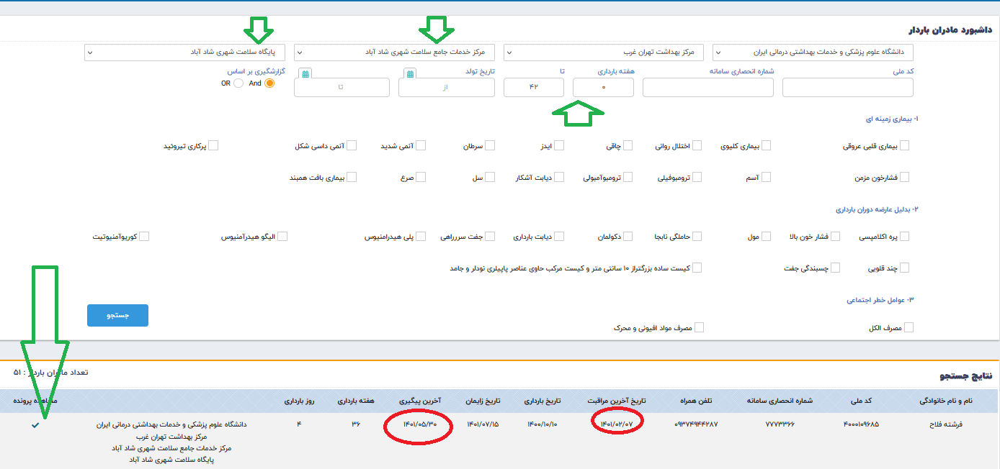 داشبورد مادران باردار
دانشگاه علوم پزشکی و خدمات بهداشتی درمانی ایران
مرکز بهداشت تهران غرب
مرکز خدمات جامع سلامت شهری شاد آباد
پایگاه سلامت شهری شاد آباد
کد ملی
شماره انحصاری سامانه
هفته بارداری
تا
تاریخ تولد
گزارشگیری بر اساس
۰
۴۲
از
تا
And
OR
۱- بیماری زمینه ای
بیماری قلبی عروقی
بیماری کلیوی
اختلال روانی
چاقی
ایدز
سرطان
آنمی شدید
آنمی داسی شکل
پرکاری تیروئید
فشارخون مزمن
آسم
ترومبوفیلی
ترومبوآمبولی
دیابت آشکار
سل
صرع
بیماری بافت همبند
۲- بدلیل عارضه دوران بارداری
پره اکلامپسی
فشار خون بالا
مول
حاملگی نابجا
دکولمان
دیابت بارداری
جفت سرراهی
پلی هیدرامنیوس
الیگو هیدرآمنیوس
کوریوآمنیوتیت
چند قلویی
چسبندگی جفت
کیست ساده بزرگتراز ۱۰ سانتی متر و کیست مرکب حاوی عناصر پاپیلری نودلر و جامد
۳- عوامل خطر اجتماعی
جستجو
مصرف الکل
مصرف مواد افیونی و محرک
نتایج جستجو
تعداد مادران باردار : ۵۱
نام و نام خانوادگی
کد ملی
شماره انحصاری سامانه
تلفن همراه
تاریخ آخرین مراقبت
تاریخ بارداری
تاریخ زایمان
آخرین پیگیری
هفته بارداری
روز بارداری
مشاهده پرونده
فرشته فلاح
۴۰۰۰۱۰۹۶۸۵
۷۷۷۳۳۶۶
۰۹۳۷۴۹۴۴۲۸۷
۱۴۰۱/۰۲/۰۷
۱۴۰۰/۱۰/۱۰
۱۴۰۱/۰۷/۱۵
۱۴۰۱/۰۵/۳۰
۳۶
۴
دانشگاه علوم پزشکی و خدمات بهداشتی درمانی ایران
مرکز بهداشت تهران غرب
مرکز خدمات جامع سلامت شهری شاد آباد
پایگاه سلامت شهری شاد آباد